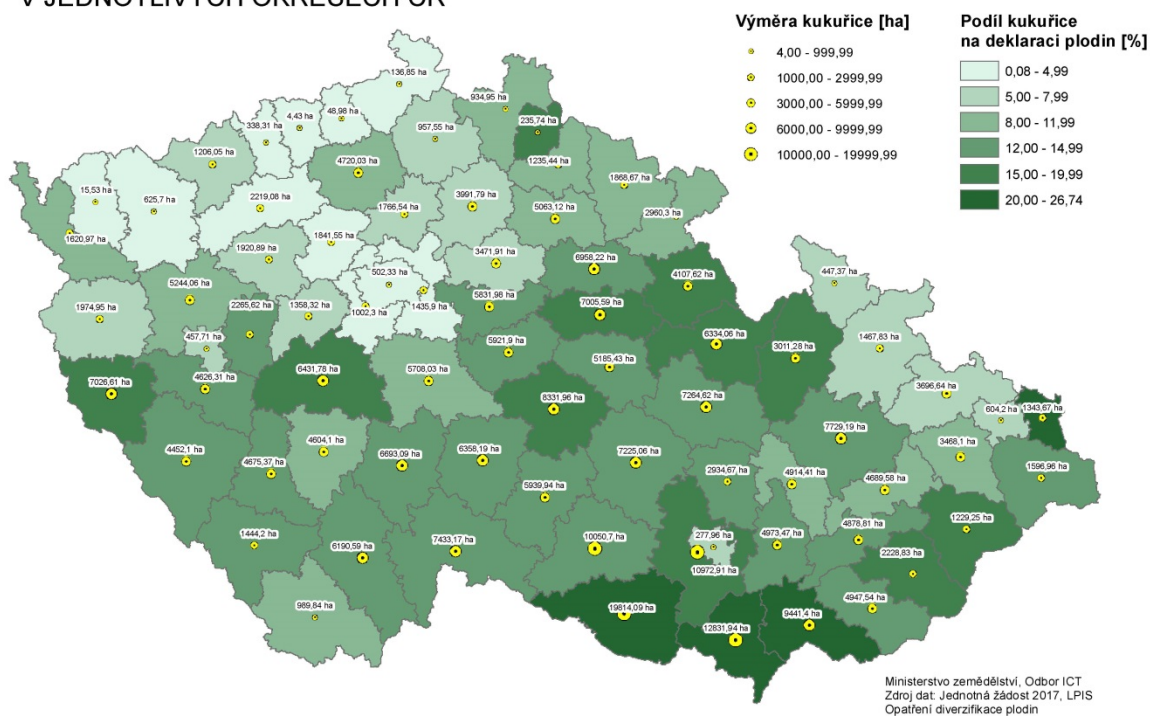 V JEDNOTLIVÝCH OKRESECH ČR
Výměra kukuřice [ha]
4,00 - 999,99
1000,00 - 2999,99
3000,00 - 5999,99
6000,00 - 9999,99
10000,00 - 19999,99
Podíl kukuřice
na deklaraci plodin [%]
0,08 - 4,99
5,00 - 7,99
8,00 - 11,99
12,00 - 14,99
15,00 - 19,99
20,00 - 26,74
136,85 ha
934,95 ha
48,98 ha
4,43 ha
235,74 ha
338,31 ha
957,55 ha
1206,05 ha
1235,44 ha
4720,03 ha
1868,67 ha
15,53 ha
625,7 ha
3991,79 ha
2219,08 ha
1766,54 ha
5063,12 ha
2960,3 ha
1620,97 ha
1841,55 ha
1920,89 ha
3471,91 ha
6958,22 ha
4107,62 ha
447,37 ha
502,33 ha
5244,06 ha
5831,98 ha
7005,59 ha
2265,62 ha
1358,32 ha
1002,3 ha
1435,9 ha
1974,95 ha
457,71 ha
5921,9 ha
6334,06 ha
3011,28 ha
1467,83 ha
5185,43 ha
6431,78 ha
5708,03 ha
7026,61 ha
4626,31 ha
3696,64 ha
8331,96 ha
7264,62 ha
604,2 ha
1343,67 ha
7729,19 ha
4604,1 ha
4452,1 ha
4675,37 ha
6693,09 ha
6358,19 ha
7225,06 ha
3468,1 ha
1596,96 ha
2934,67 ha
4914,41 ha
4689,58 ha
5939,94 ha
1444,2 ha
6190,59 ha
7433,17 ha
10050,7 ha
277,96 ha
4973,47 ha
4878,81 ha
1229,25 ha
10972,91 ha
2228,83 ha
989,84 ha
19814,09 ha
12831,94 ha
9441,4 ha
4947,54 ha
Ministerstvo zemědělství, Odbor ICT
Zdroj dat: Jednotná žádost 2017, LPIS
Opatření diverzifikace plodin